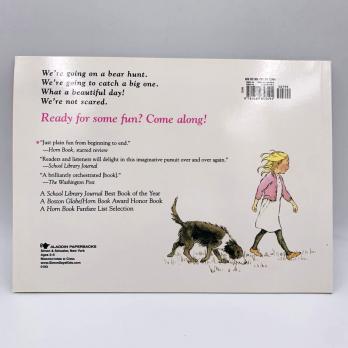 We're going on a bear hunt.
We're going to catch a big one.
What a beautiful day!
We're not scared.
Ready for some fun? Come along!
"Just plain fun from beginning to end."
—Horn Book, starred review
"Readers and listeners will delight in this imaginative pursuit over and over again."
—School Library Journal
"A brilliantly orchestrated [book]."
—The Washington Post
A School Library Journal Best Book of the Year
A Boston Globe/Horn Book Award Honor Book
A Horn Book Fanfare List Selection
ALADDIN PAPERBACKS
Simon & Schuster, New York
Ages 3-6